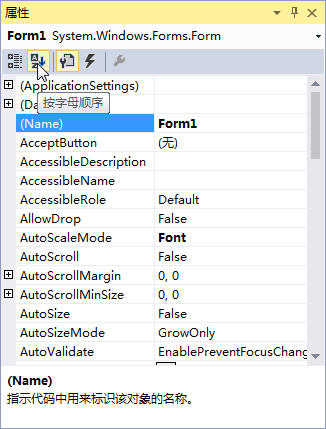 属性
Form1 System.Windows.Forms.Form
(ApplicationSettings)
(Da
按字母顺序
(Name) Form1
AcceptButton (无)
AccessibleDescription
AccessibleName
AccessibleRole Default
AllowDrop False
AutoScaleMode Font
AutoScroll False
AutoScrollMargin 0, 0
AutoScrollMinSize 0, 0
AutoSize False
AutoSizeMode GrowOnly
AutoValidate EnablePreventFocusChang
(Name)
指示代码中用来标识该对象的名称。